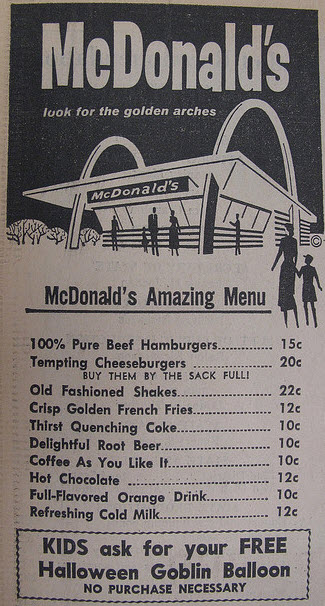 McDonald's
look for the golden arches
McDonald's
©
McDonald's Amazing Menu
100% Pure Beef Hamburgers.......... 15c
Tempting Cheeseburgers .......... 20c
BUY THEM BY THE SACK FULL!
Old Fashioned Shakes.......... 22c
Crisp Golden French Fries.......... 12c
Thirst Quenching Coke.......... 10c
Delightful Root Beer.......... 10c
Coffee As You Like It.......... 10c
Hot Chocolate .......... 12c
Full-Flavored Orange Drink.......... 10c
Refreshing Cold Milk.......... 12c
KIDS ask for your FREE
Halloween Goblin Balloon
NO PURCHASE NECESSARY